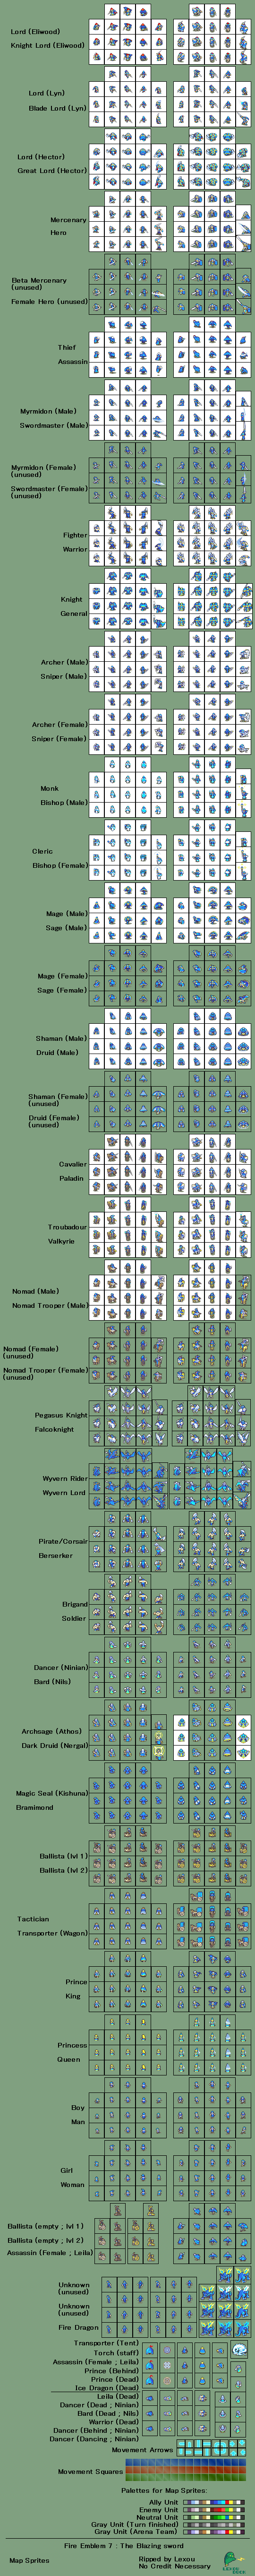 Lord (Eliwood)
Knight Lord (Eliwood)
Lord (Lyn)
Blade Lord (Lyn)
Lord (Hector)
Great Lord (Hector)
Mercenary
Hero
Beta Mercenary
(unused)
Female Hero (unused)
Thief
Assassin
Myrmidon (Male)
Swordmaster (Male)
Myrmidon (Female)
(unused)
Swordmaster (Female)
(unused)
Fighter
Warrior
Knight
General
Archer (Male)
Sniper (Male)
Archer (Female)
Sniper (Female)
Monk
Bishop (Male)
Cleric
Bishop (Female)
Mage (Male)
Sage (Male)
Mage (Female)
Sage (Female)
Shaman (Male)
Druid (Male)
Shaman (Female)
(unused)
Druid (Female)
(unused)
Cavalier
Paladin
Troubadour
Valkyrie
Nomad (Male)
Nomad Trooper (Male)
Nomad (Female)
(unused)
Nomad Trooper (Female)
(unused)
Pegasus Knight
Falcoknight
Wyvern Rider
Wyvern Lord
Pirate/Corsair
Berserker
Brigand
Soldier
Dancer (Ninian)
Bard (Nils)
Archsage (Athos)
Dark Druid (Nergal)
Magic Seal (Kishuna)
Bramimond
Ballista (lvl 1)
Ballista (lvl 2)
Tactician
Transporter (Wagon)
Prince
King
Princess
Queen
Boy
Man
Girl
Woman
Ballista (empty ; lvl 1)
Ballista (empty ; lvl 2)
Assassin (Female ; Leila)
Unknown
(unused)
Unknown
(unused)
Fire Dragon
Transporter (Tent)
Torch (staff)
Assassin (Female ; Leila)
Prince (Behind)
Prince (Dead)
Ice Dragon (Dead)
Leila (Dead)
Dancer (Dead ; Ninian)
Bard (Dead ; Nils)
Warrior (Dead)
Dancer (Behind ; Ninian)
Dancer (Dancing ; Ninian)
Movement Arrows
Movement Squares
Palettes for Map Sprites:
Ally Unit
Enemy Unit
Neutral Unit
Gray Unit (Turn finished)
Gray Unit (Arena Team)
Fire Emblem 7 : The Blazing sword
Map Sprites
Ripped by Lexou
No Credit Necessary